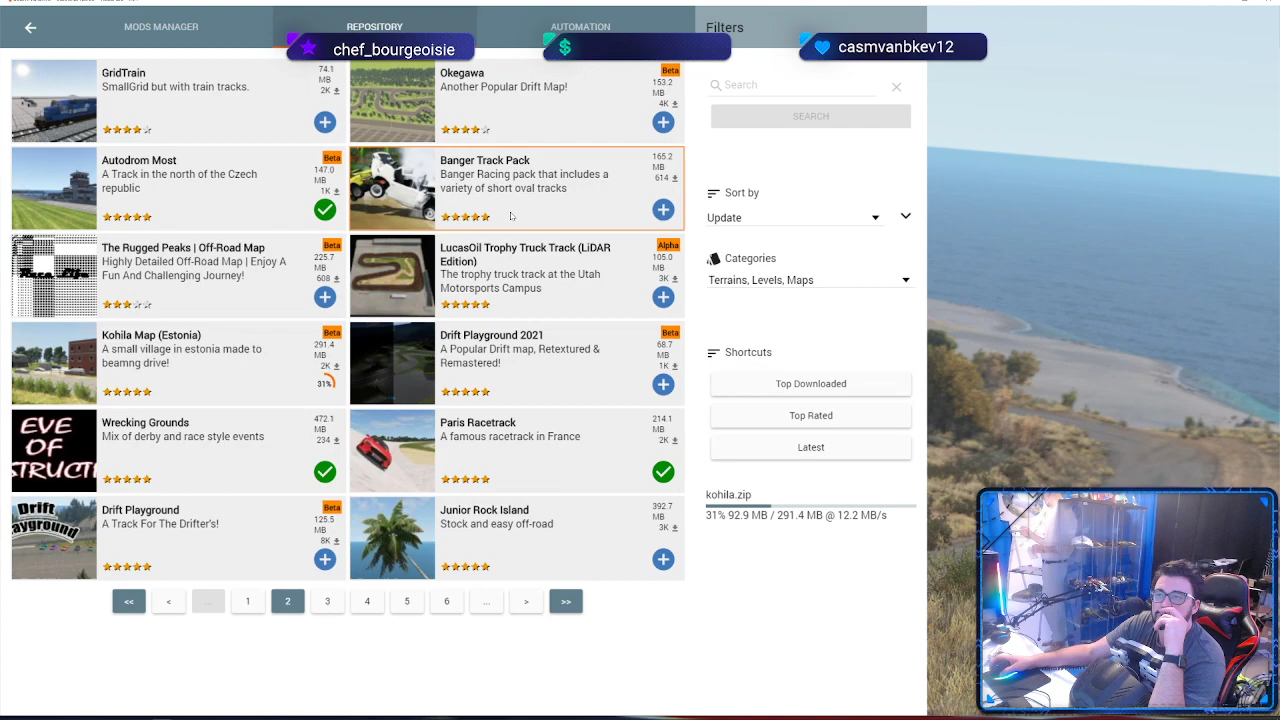 MODS MANAGER
REPOSITORY
AUTOMATION
Filters
chef_bourgeoisie
$
casmvanbkev12
GridTrain
SmallGrid but with train tracks.
74.1
MB
2K
Okegawa
Another Popular Drift Map!
Beta
153.2
MB
4K
Autodrom Most
A Track in the north of the Czech
republic
Beta
147.0
MB
1K
Banger Track Pack
Banger Racing pack that includes a
variety of short oval tracks
165.2
MB
614
The Rugged Peaks | Off-Road Map
Highly Detailed Off-Road Map | Enjoy A
Fun And Challenging Journey!
Beta
225.7
MB
608
LucasOil Trophy Truck Track (LiDAR
Edition)
The trophy truck track at the Utah
Motorsports Campus
Alpha
105.0
MB
3K
Kohila Map (Estonia)
A small village in estonia made to
beamng drive!
Beta
291.4
MB
2K
31%
Drift Playground 2021
A Popular Drift map, Retextured &
Remastered!
Beta
68.7
MB
1K
EVE
OF
Wrecking Grounds
Mix of derby and race style events
472.1
MB
234
Paris Racetrack
A famous racetrack in France
214.1
MB
2K
Drift
Playground
Drift Playground
A Track For The Drifter's!
Beta
125.5
MB
8K
Junior Rock Island
Stock and easy off-road
392.7
MB
3K
<< < ... 1 2 3 4 5 6 ... > >>
Search
SEARCH
Sort by
Update
Categories
Terrains, Levels, Maps
Shortcuts
Top Downloaded
Top Rated
Latest
kohila.zip
31% 92.9 MB / 291.4 MB @ 12.2 MB/s